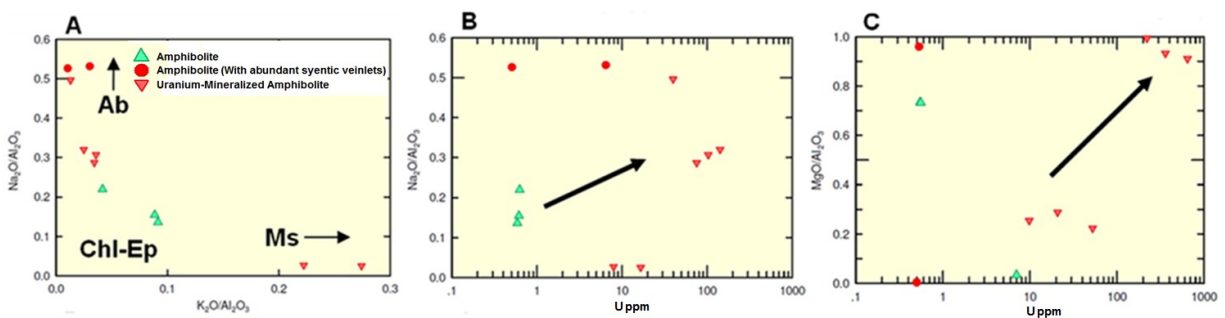 A
0.6
0.5
0.4
0.3
0.2
0.1
0.0
Na₂O/Al₂O₃
Amphibolite
Amphibolite (With abundant syentic veinlets)
Uranium-Mineralized Amphibolite
Ab
Chl-Ep
Ms
0.0
0.1
0.2
0.3
K₂O/Al₂O₃
B
0.6
0.5
0.4
0.3
0.2
0.1
0.0
Na₂O/Al₂O₃
.1
1
10
100
1000
U ppm
C
1.0
0.8
0.6
0.4
0.2
0.0
MgO/Al₂O₃
.1
1
10
100
1000
U ppm